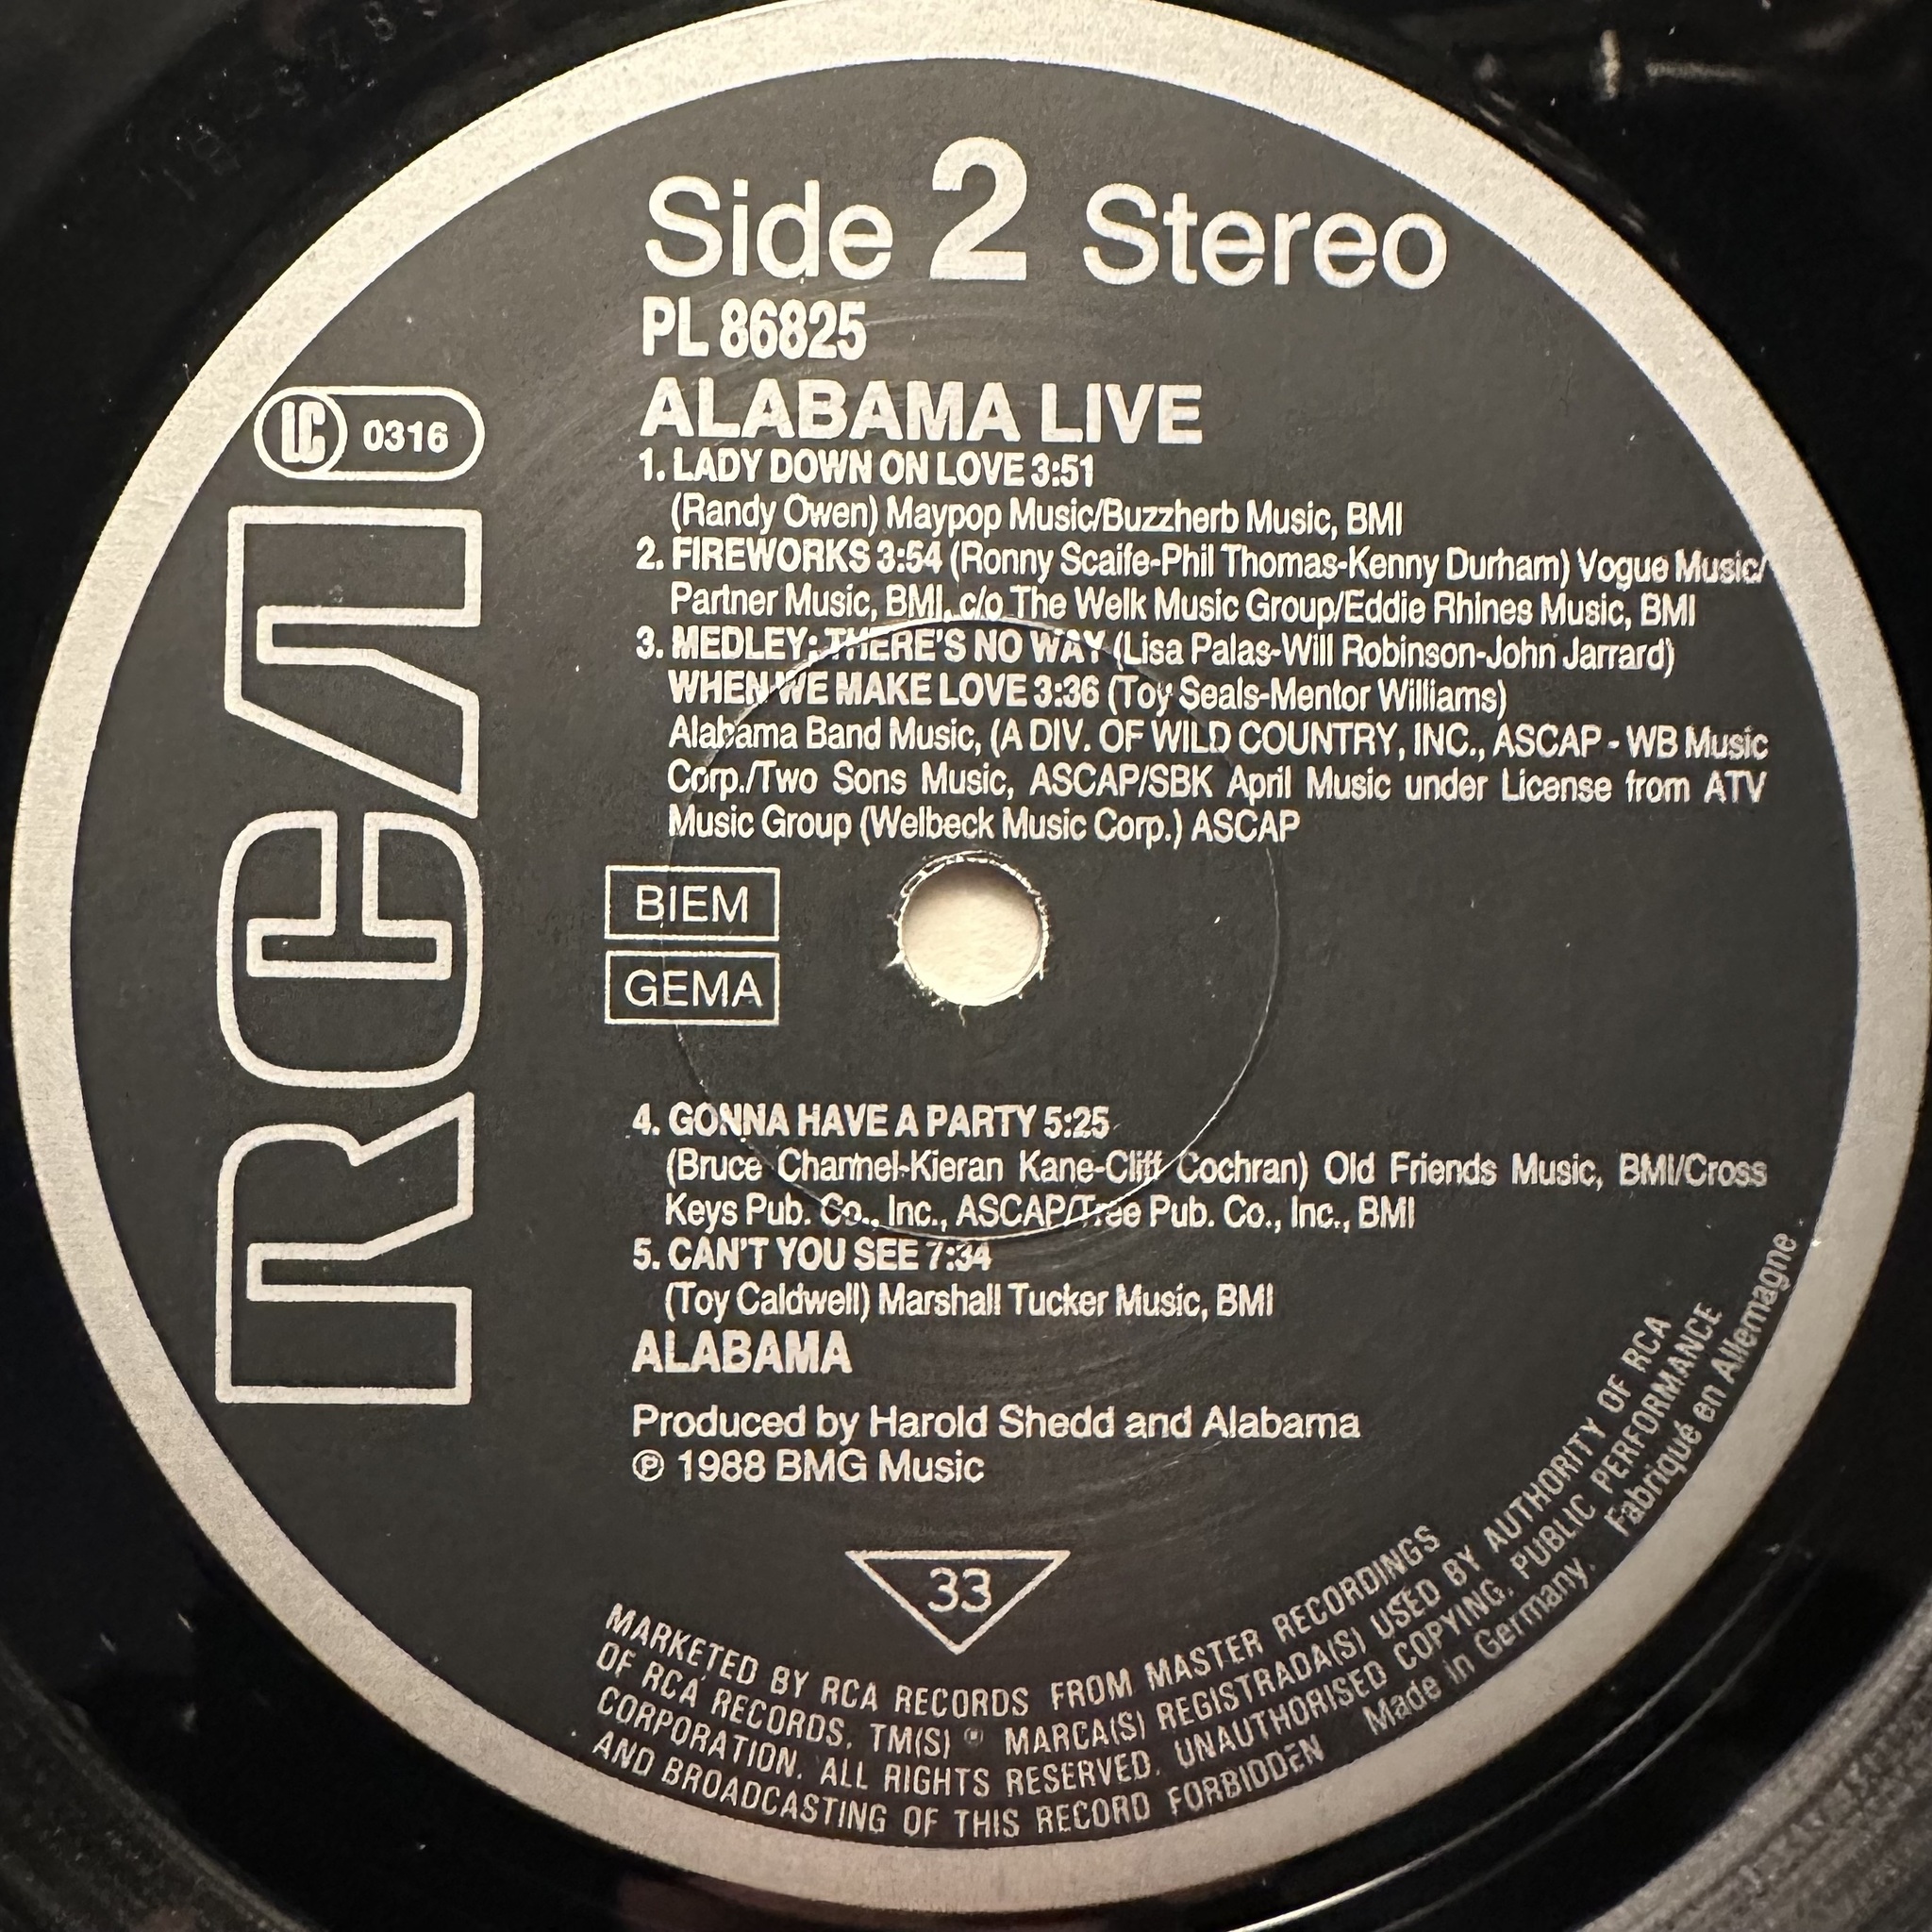 Side 2 Stereo
PL 86825
ALABAMA LIVE
1. LADY DOWN ON LOVE 3:51
(Randy Owen) Maypop Music/Buzzherb Music, BMI
2. FIREWORKS 3:54 (Ronny Scaife-Phil Thomas-Kenny Durham) Vogue Music/
Partner Music, BMI, c/o The Welk Music Group/Eddie Rhines Music, BMI
3. MEDLEY: THERE'S NO WAY (Lisa Palas-Will Robinson-John Jarrard)
WHEN WE MAKE LOVE 3:36 (Toy Seals-Mentor Williams)
Alabama Band Music, (A DIV. OF WILD COUNTRY, INC., ASCAP - WB Music
Corp./Two Sons Music, ASCAP/SBK April Music under License from ATV
Music Group (Welbeck Music Corp.) ASCAP
LC 0316
RCA
BIEM
GEMA
4. GONNA HAVE A PARTY 5:25
(Bruce Channel-Kieran Kane-Cliff Cochran) Old Friends Music, BMI/Cross
Keys Pub. Co., Inc., ASCAP/Tree Pub. Co., Inc., BMI
5. CAN'T YOU SEE 7:34
(Toy Caldwell) Marshall Tucker Music, BMI
ALABAMA
Produced by Harold Shedd and Alabama
℗ 1988 BMG Music
33
MARKETED BY RCA RECORDS FROM MASTER RECORDINGS
OF RCA RECORDS. TM(S) ® MARCA(S) REGISTRADA(S) USED BY AUTHORITY OF RCA
CORPORATION. ALL RIGHTS RESERVED. UNAUTHORISED COPYING, PUBLIC PERFORMANCE
AND BROADCASTING OF THIS RECORD FORBIDDEN Made in Germany. Fabriqué en Allemagne